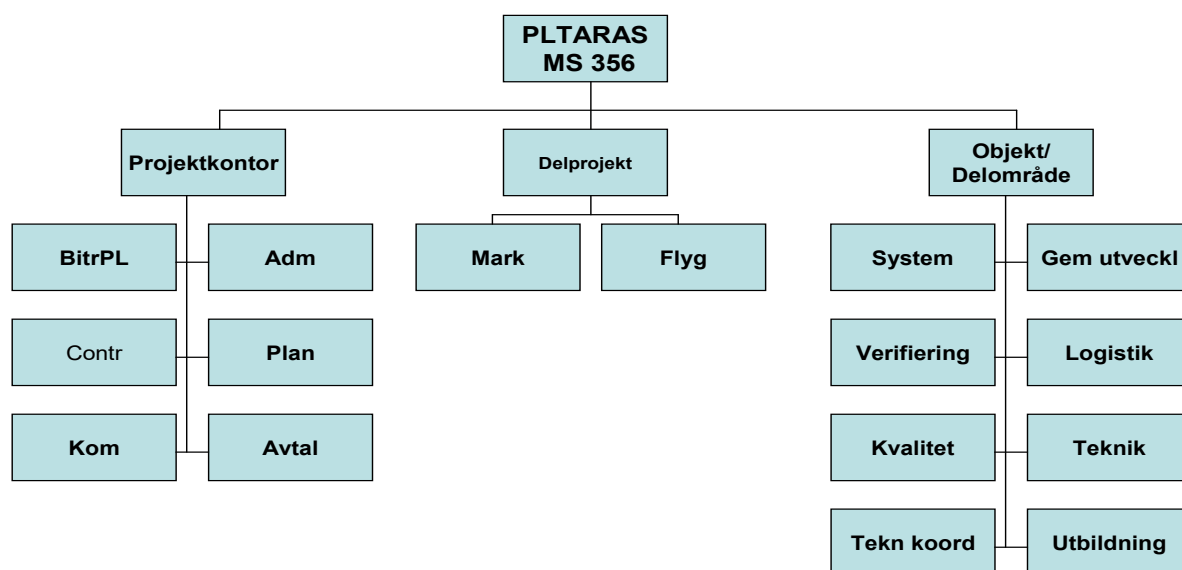 PLTARAS
MS 356
Projektkontor
Delprojekt
Objekt/
Delområde
BitrPL
Adm
Mark
Flyg
System
Gem utveckl
Contr
Plan
Verifiering
Logistik
Kom
Avtal
Kvalitet
Teknik
Tekn koord
Utbildning